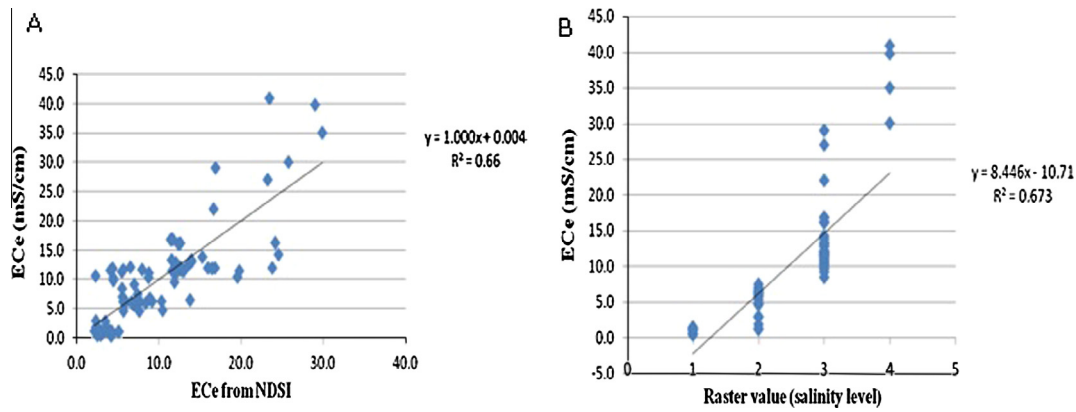 A
45.0
40.0
35.0
30.0
25.0
20.0
15.0
10.0
5.0
0.0
ECe (mS/cm)
0.0 10.0 20.0 30.0 40.0
ECe from NDSI
y = 1.000x + 0.004
R² = 0.66
B
45.0
40.0
35.0
30.0
25.0
20.0
15.0
10.0
5.0
0.0
-5.0
ECe (mS/cm)
0 1 2 3 4 5
Raster value (salinity level)
y = 8.446x - 10.71
R² = 0.673